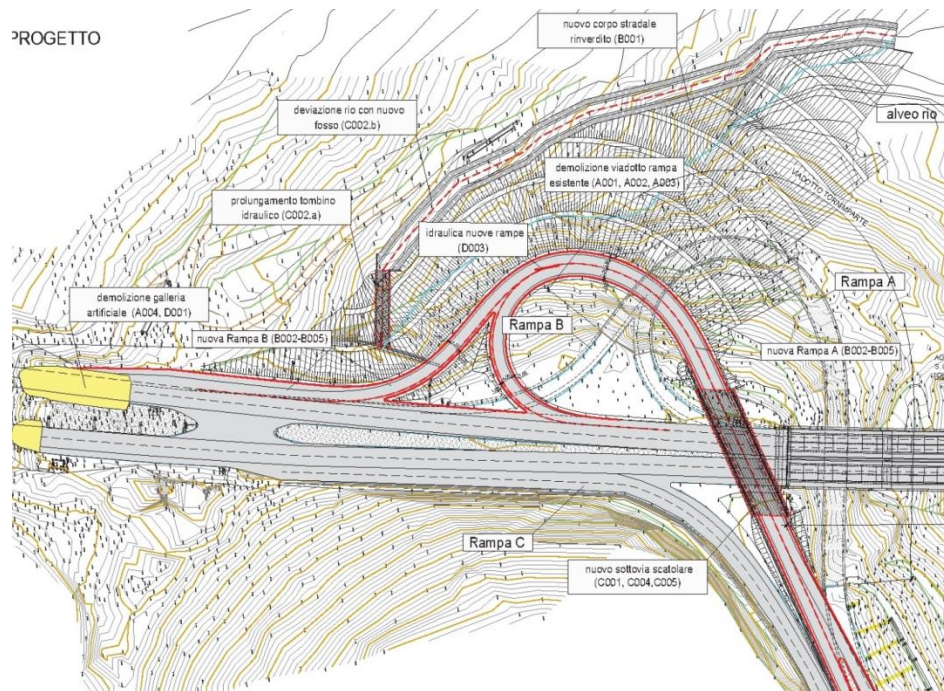 PROGETTO
nuovo corpo stradale
rinverdito (B001)
deviazione rio con nuovo
fosso (C002.b)
alveo rio
demolizione viadotto rampa
esistente (A001, A002, A003)
VIADOTTO TORNIMPARTE
prolungamento tombino
idraulico (C002.a)
idraulica nuove rampe
(D003)
Rampa A
demolizione galleria
artificiale (A004, D001)
Rampa B
nuova Rampa B (B002-B005)
nuova Rampa A (B002-B005)
Rampa C
nuovo sottovia scatolare
(C001, C004,C005)